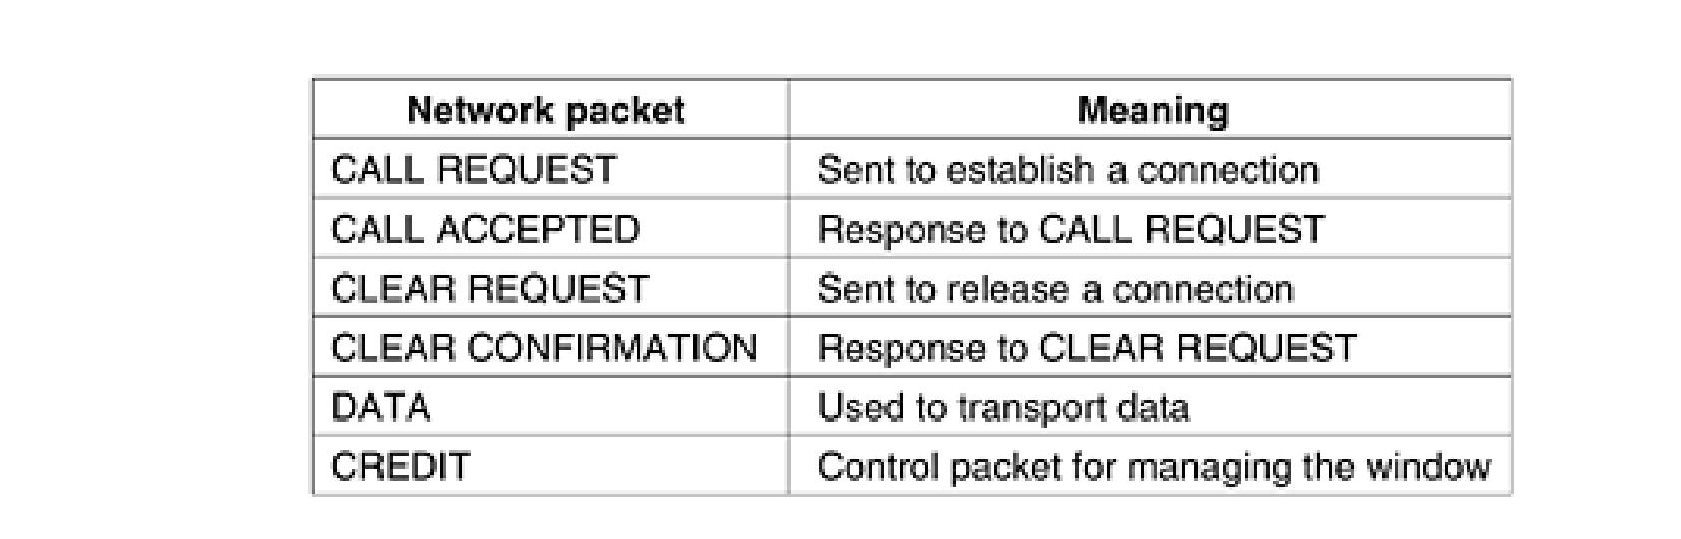 Network packet Meaning
CALL REQUEST Sent to establish a connection
CALL ACCEPTED Response to CALL REQUEST
CLEAR REQUEST Sent to release a connection
CLEAR CONFIRMATION Response to CLEAR REQUEST
DATA Used to transport data
CREDIT Control packet for managing the window